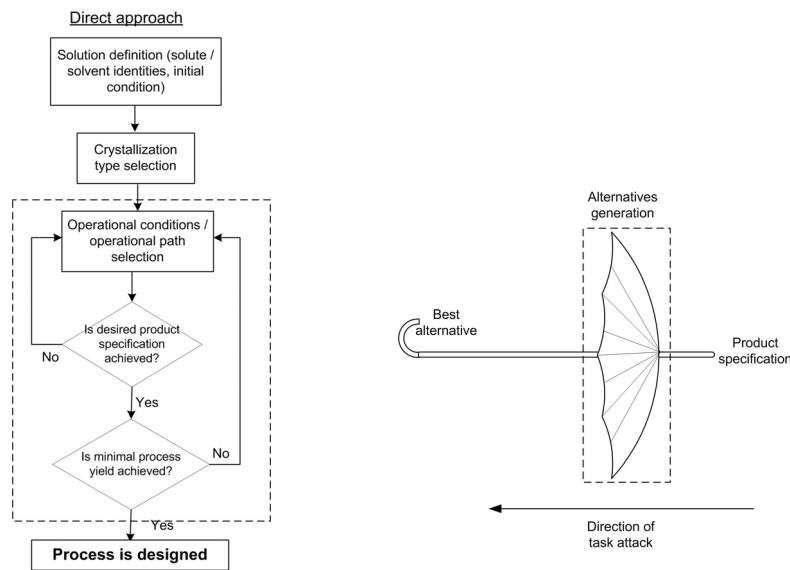 Direct approach
Solution definition (solute /
solvent identities, initial
condition)
Crystallization
type selection
Operational conditions /
operational path
selection
Is desired product
specification
achieved?
No
Yes
Is minimal process
yield achieved?
No
Yes
Process is designed
Alternatives
generation
Best
alternative
Product
specification
Direction of
task attack